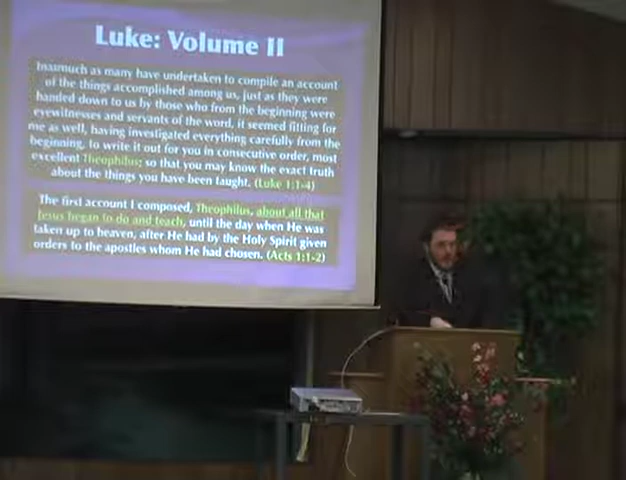 Luke: Volume II
Inasmuch as many have undertaken to compile an account
of the things accomplished among us, just as they were
handed down to us by those who from the beginning were
eyewitnesses and servants of the word, it seemed fitting for
me as well, having investigated everything carefully from the
beginning, to write it out for you in consecutive order, most
excellent Theophilus; so that you may know the exact truth
about the things you have been taught. (Luke 1:1-4)
The first account I composed, Theophilus, about all that
Jesus began to do and teach, until the day when He was
taken up to heaven, after He had by the Holy Spirit given
orders to the apostles whom He had chosen. (Acts 1:1-2)